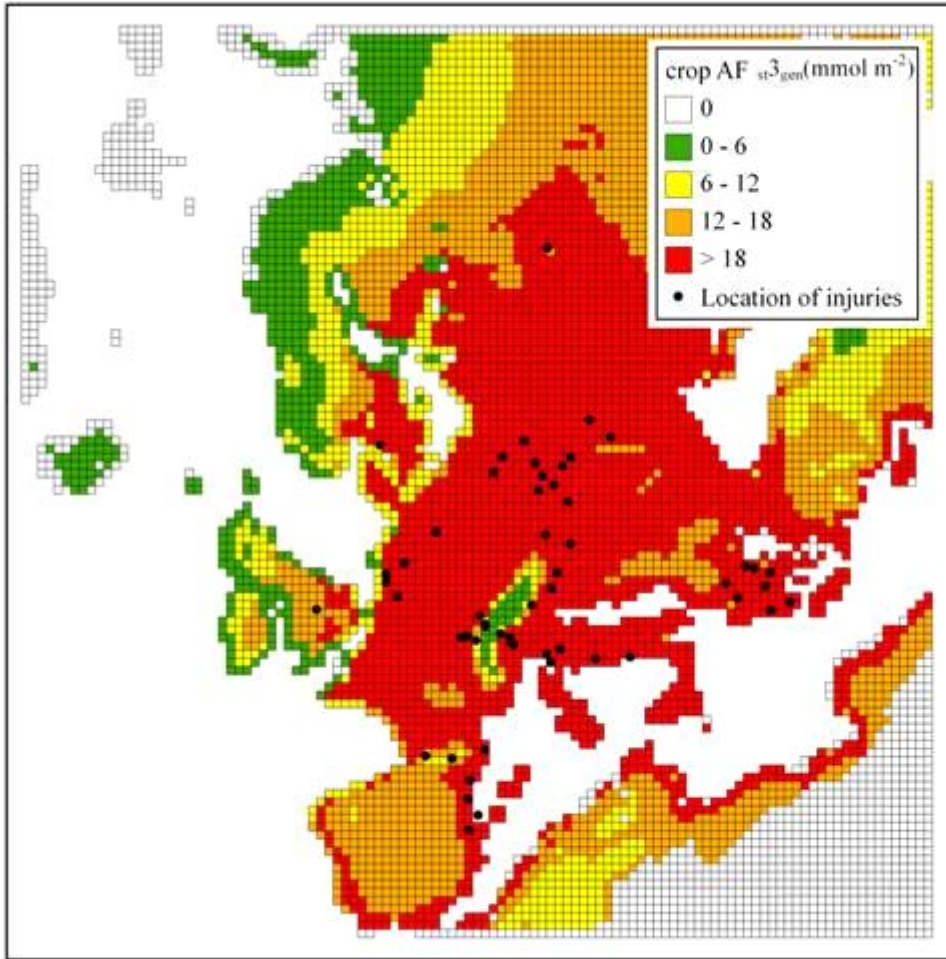 crop AF st3gen(mmol m-2)
0
0 - 6
6 - 12
12 - 18
> 18
Location of injuries